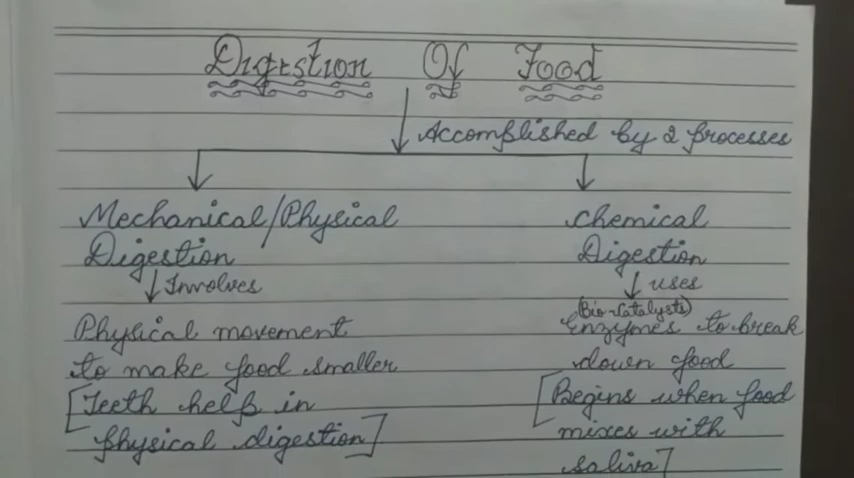 Digestion Of Food
Accomplished by 2 processes
Mechanical/Physical
Digestion
Involves
Physical movement
to make food smaller
[Teeth help in
physical digestion]
chemical
Digestion
uses
(Bio-Catalysts)
Enzymes to break
down food
[Begins when food
mixes with
saliva]